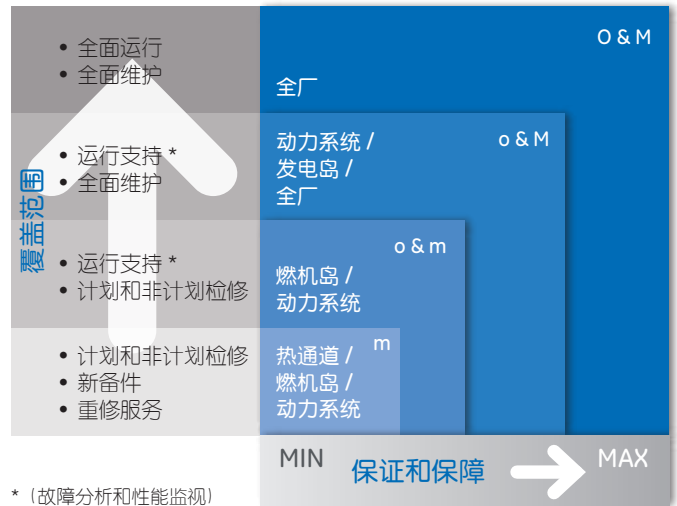 O & M
• 全面运行
• 全面维护
全厂
o & M
• 运行支持 *
• 全面维护
动力系统 /
发电岛 /
全厂
覆盖范围
o & m
• 运行支持 *
• 计划和非计划检修
燃机岛 /
动力系统
m
• 计划和非计划检修
• 新备件
• 重修服务
热通道 /
燃机岛 /
动力系统
MIN
保证和保障
MAX
*（故障分析和性能监视）